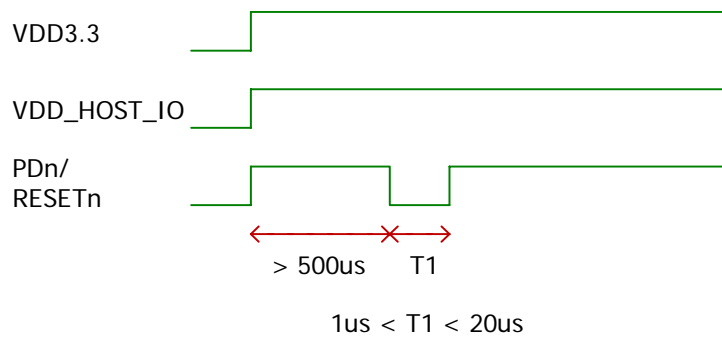 VDD3.3
VDD_HOST_IO
PDn/
RESETn
> 500us
T1
1us < T1 < 20us